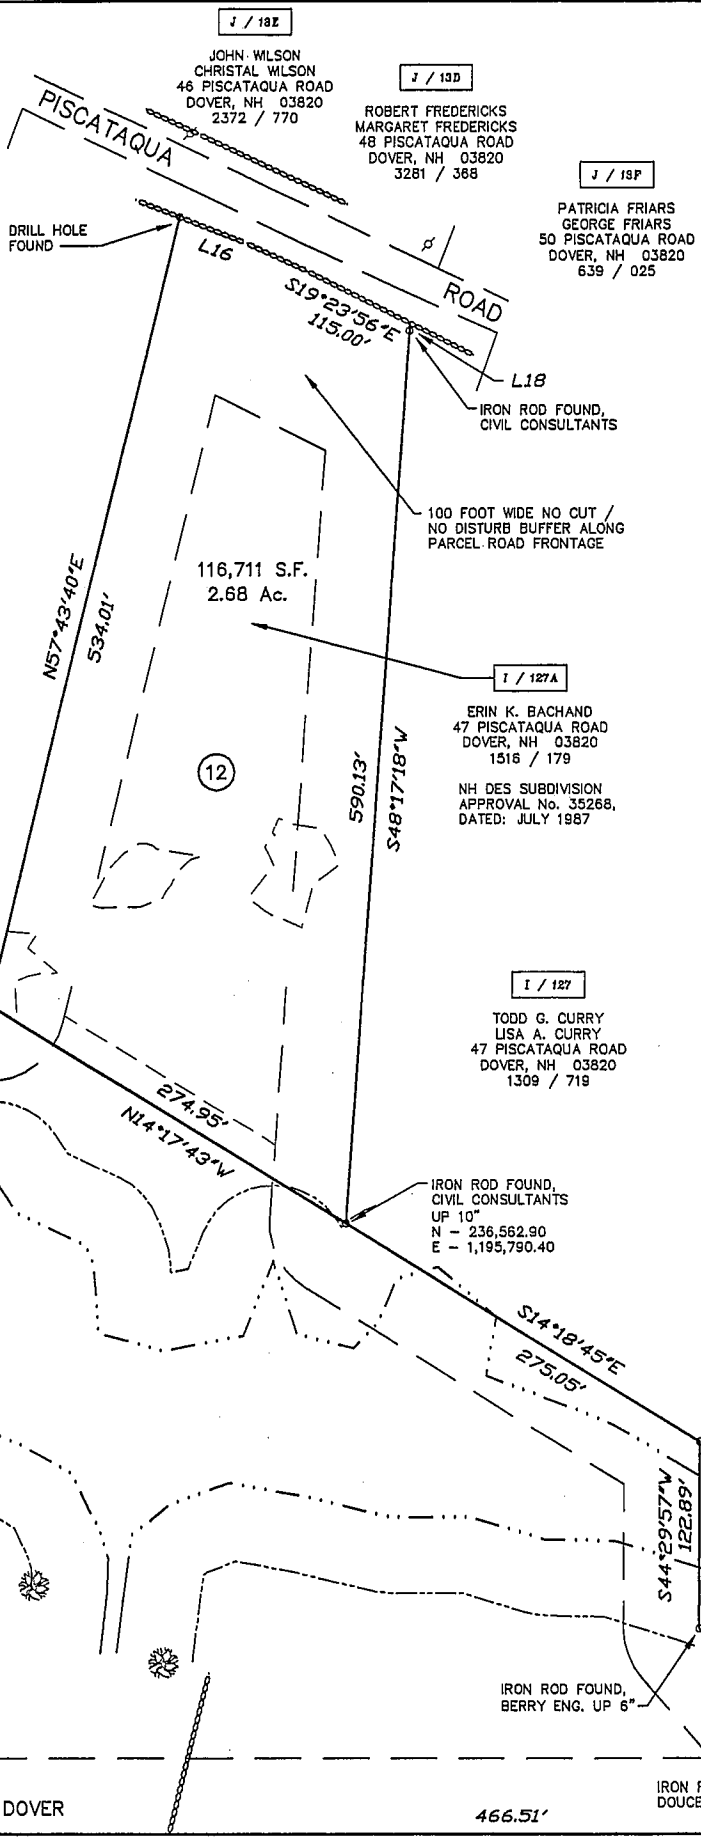 J / 13E
JOHN WILSON
CHRISTAL WILSON
46 PISCATAQUA ROAD
DOVER, NH 03820
2372 / 770
J / 13D
ROBERT FREDERICKS
MARGARET FREDERICKS
48 PISCATAQUA ROAD
DOVER, NH 03820
3281 / 368
J / 13F
PATRICIA FRIARS
GEORGE FRIARS
50 PISCATAQUA ROAD
DOVER, NH 03820
639 / 025
PISCATAQUA
ROAD
DRILL HOLE
FOUND
L16
S19°23'56"E
115.00'
L18
IRON ROD FOUND,
CIVIL CONSULTANTS
100 FOOT WIDE NO CUT /
NO DISTURB BUFFER ALONG
PARCEL ROAD FRONTAGE
116,711 S.F.
2.68 Ac.
N57°43'40"E
534.01'
I / 127A
ERIN K. BACHAND
47 PISCATAQUA ROAD
DOVER, NH 03820
1516 / 179
NH DES SUBDIVISION
APPROVAL No. 35268,
DATED: JULY 1987
12
590.13'
S48°17'18"W
I / 127
TODD G. CURRY
LISA A. CURRY
47 PISCATAQUA ROAD
DOVER, NH 03820
1309 / 719
274.95'
N14°17'43"W
IRON ROD FOUND,
CIVIL CONSULTANTS
UP 10"
N - 236,562.90
E - 1,195,790.40
S14°18'45"E
275.05'
S44°29'57"W
122.89'
IRON ROD FOUND,
BERRY ENG. UP 6"
DOVER
466.51'
IRON
DOUCE